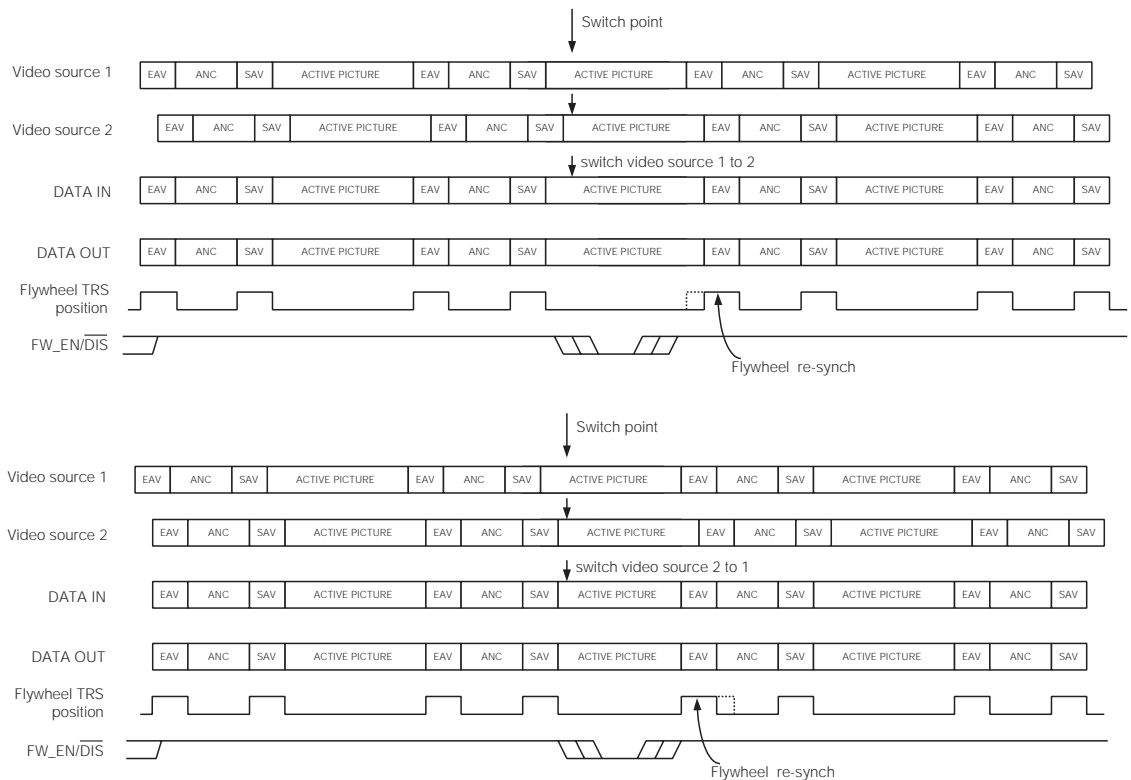 Switch point
Video source 1 EAV ANC SAV ACTIVE PICTURE EAV ANC SAV ACTIVE PICTURE EAV ANC SAV ACTIVE PICTURE EAV ANC SAV
Video source 2 EAV ANC SAV ACTIVE PICTURE EAV ANC SAV ACTIVE PICTURE EAV ANC SAV ACTIVE PICTURE EAV ANC SAV
switch video source 1 to 2
DATA IN EAV ANC SAV ACTIVE PICTURE EAV ANC SAV ACTIVE PICTURE EAV ANC SAV ACTIVE PICTURE EAV ANC SAV
DATA OUT EAV ANC SAV ACTIVE PICTURE EAV ANC SAV ACTIVE PICTURE EAV ANC SAV ACTIVE PICTURE EAV ANC SAV
Flywheel TRS
position
FW_EN/DIS
Flywheel re-synch
Switch point
Video source 1 EAV ANC SAV ACTIVE PICTURE EAV ANC SAV ACTIVE PICTURE EAV ANC SAV ACTIVE PICTURE EAV ANC SAV
Video source 2 EAV ANC SAV ACTIVE PICTURE EAV ANC SAV ACTIVE PICTURE EAV ANC SAV ACTIVE PICTURE EAV ANC SAV
switch video source 2 to 1
DATA IN EAV ANC SAV ACTIVE PICTURE EAV ANC SAV ACTIVE PICTURE EAV ANC SAV ACTIVE PICTURE EAV ANC SAV
DATA OUT EAV ANC SAV ACTIVE PICTURE EAV ANC SAV ACTIVE PICTURE EAV ANC SAV ACTIVE PICTURE EAV ANC SAV
Flywheel TRS
position
FW_EN/DIS
Flywheel re-synch